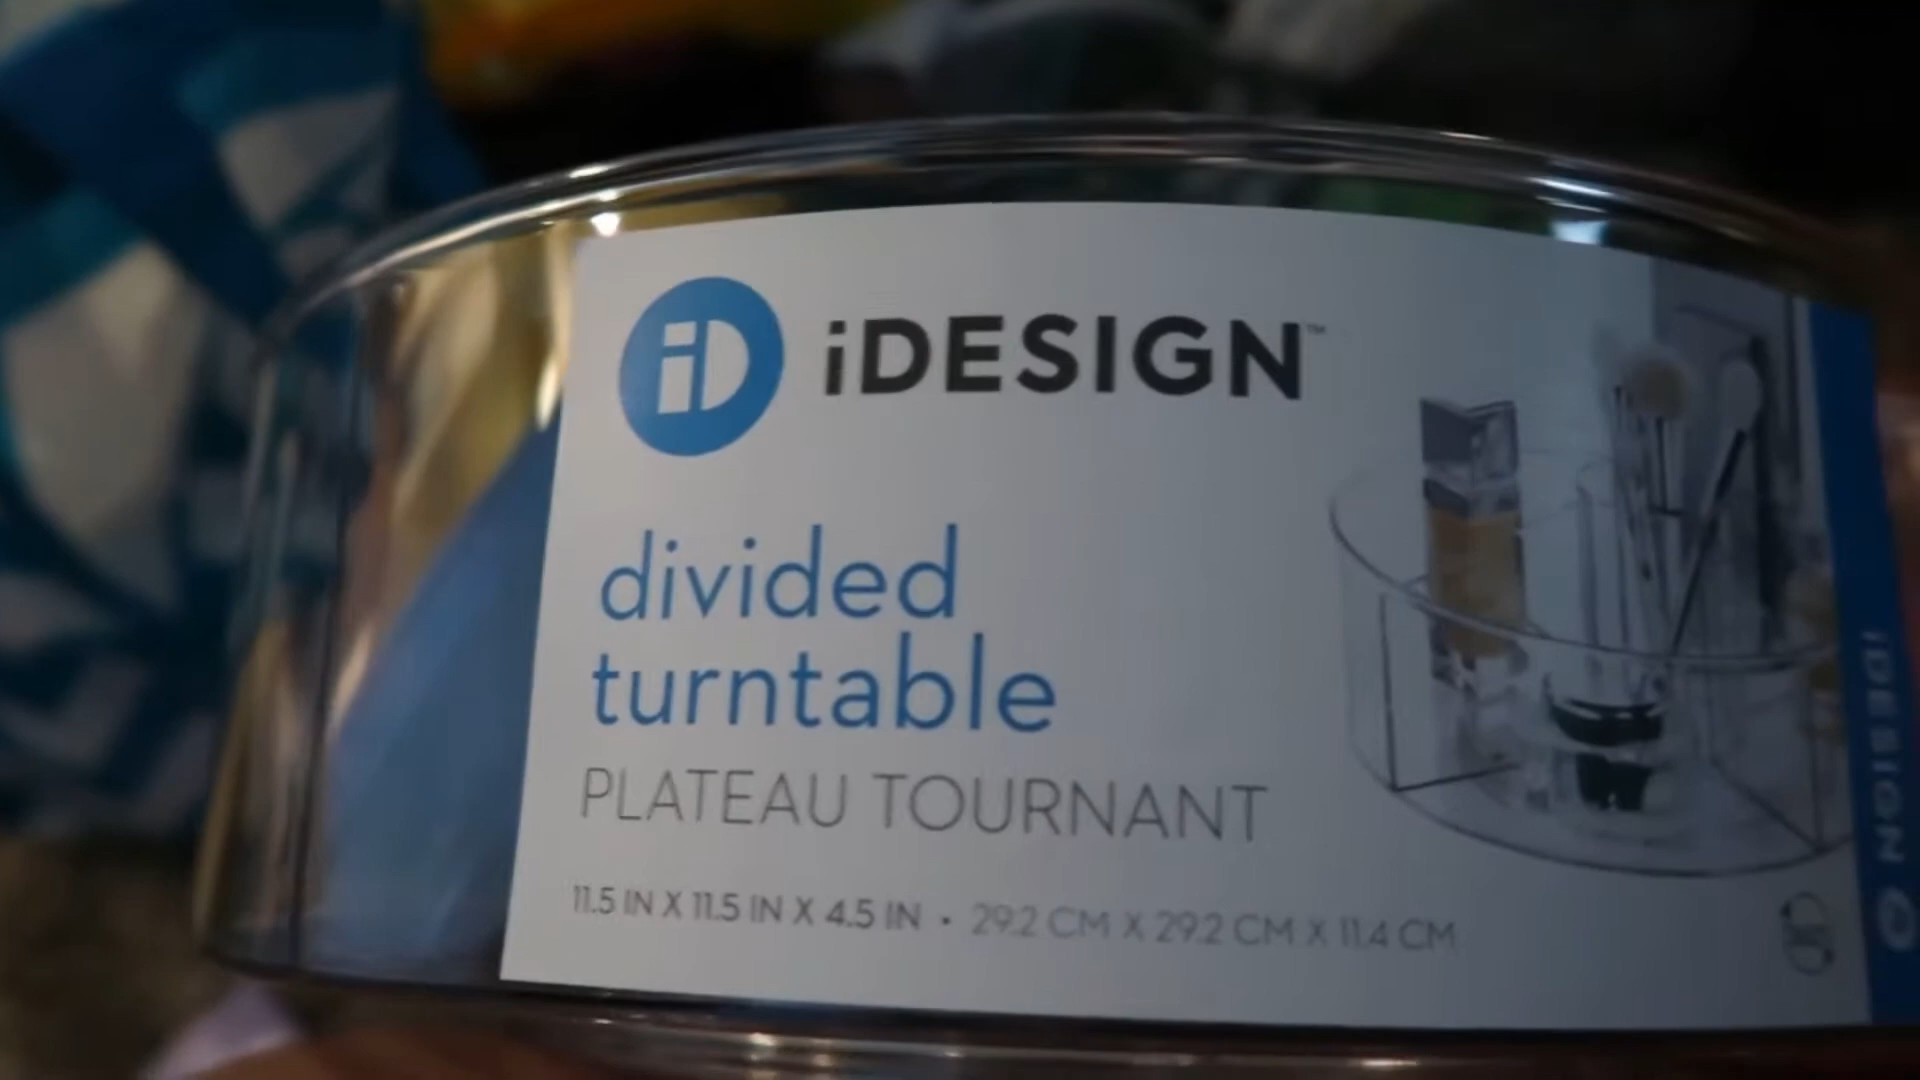 iD iDESIGN™
divided
turntable
PLATEAU TOURNANT
11.5 IN X 11.5 IN X 4.5 IN • 29.2 CM X 29.2 CM X 11.4 CM
iDESIGN